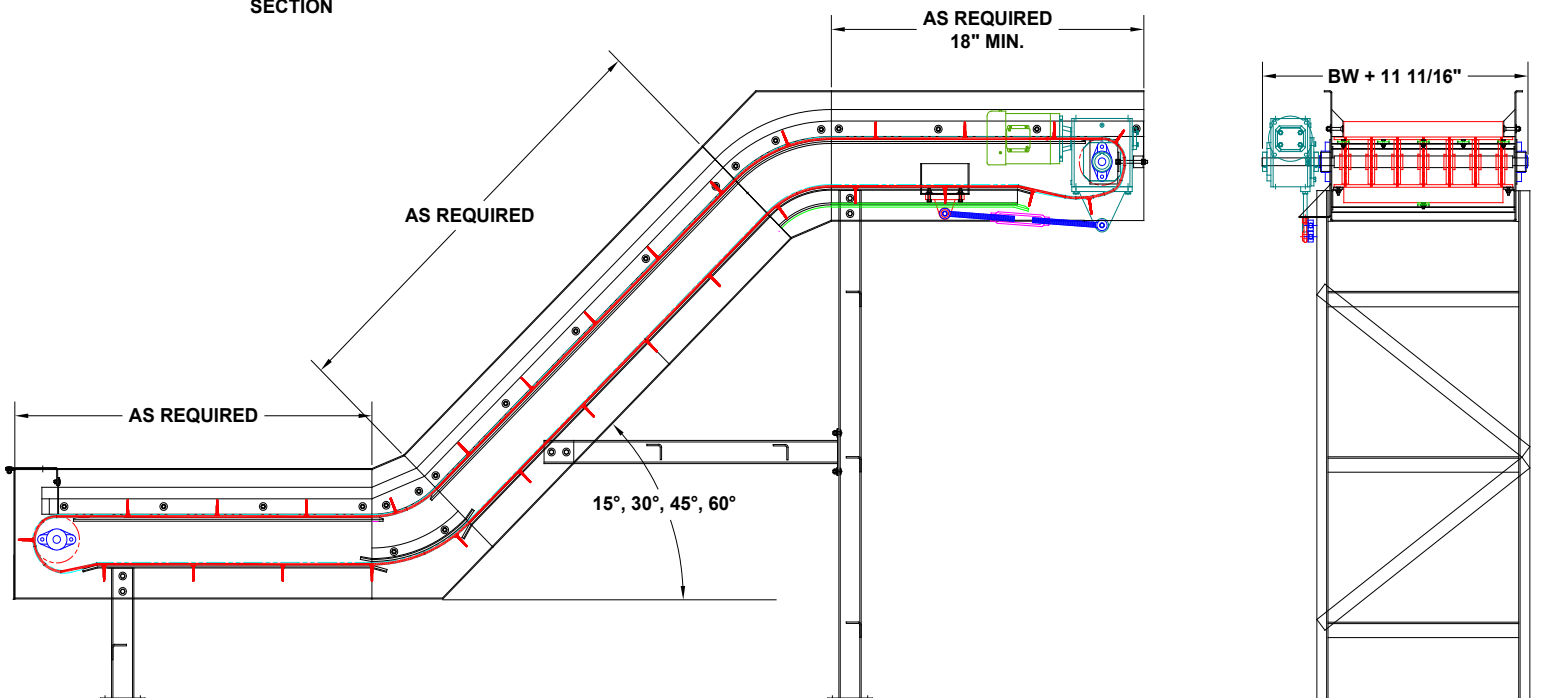 SECTION
AS REQUIRED
18" MIN.
BW + 11 11/16"
AS REQUIRED
AS REQUIRED
15°, 30°, 45°, 60°